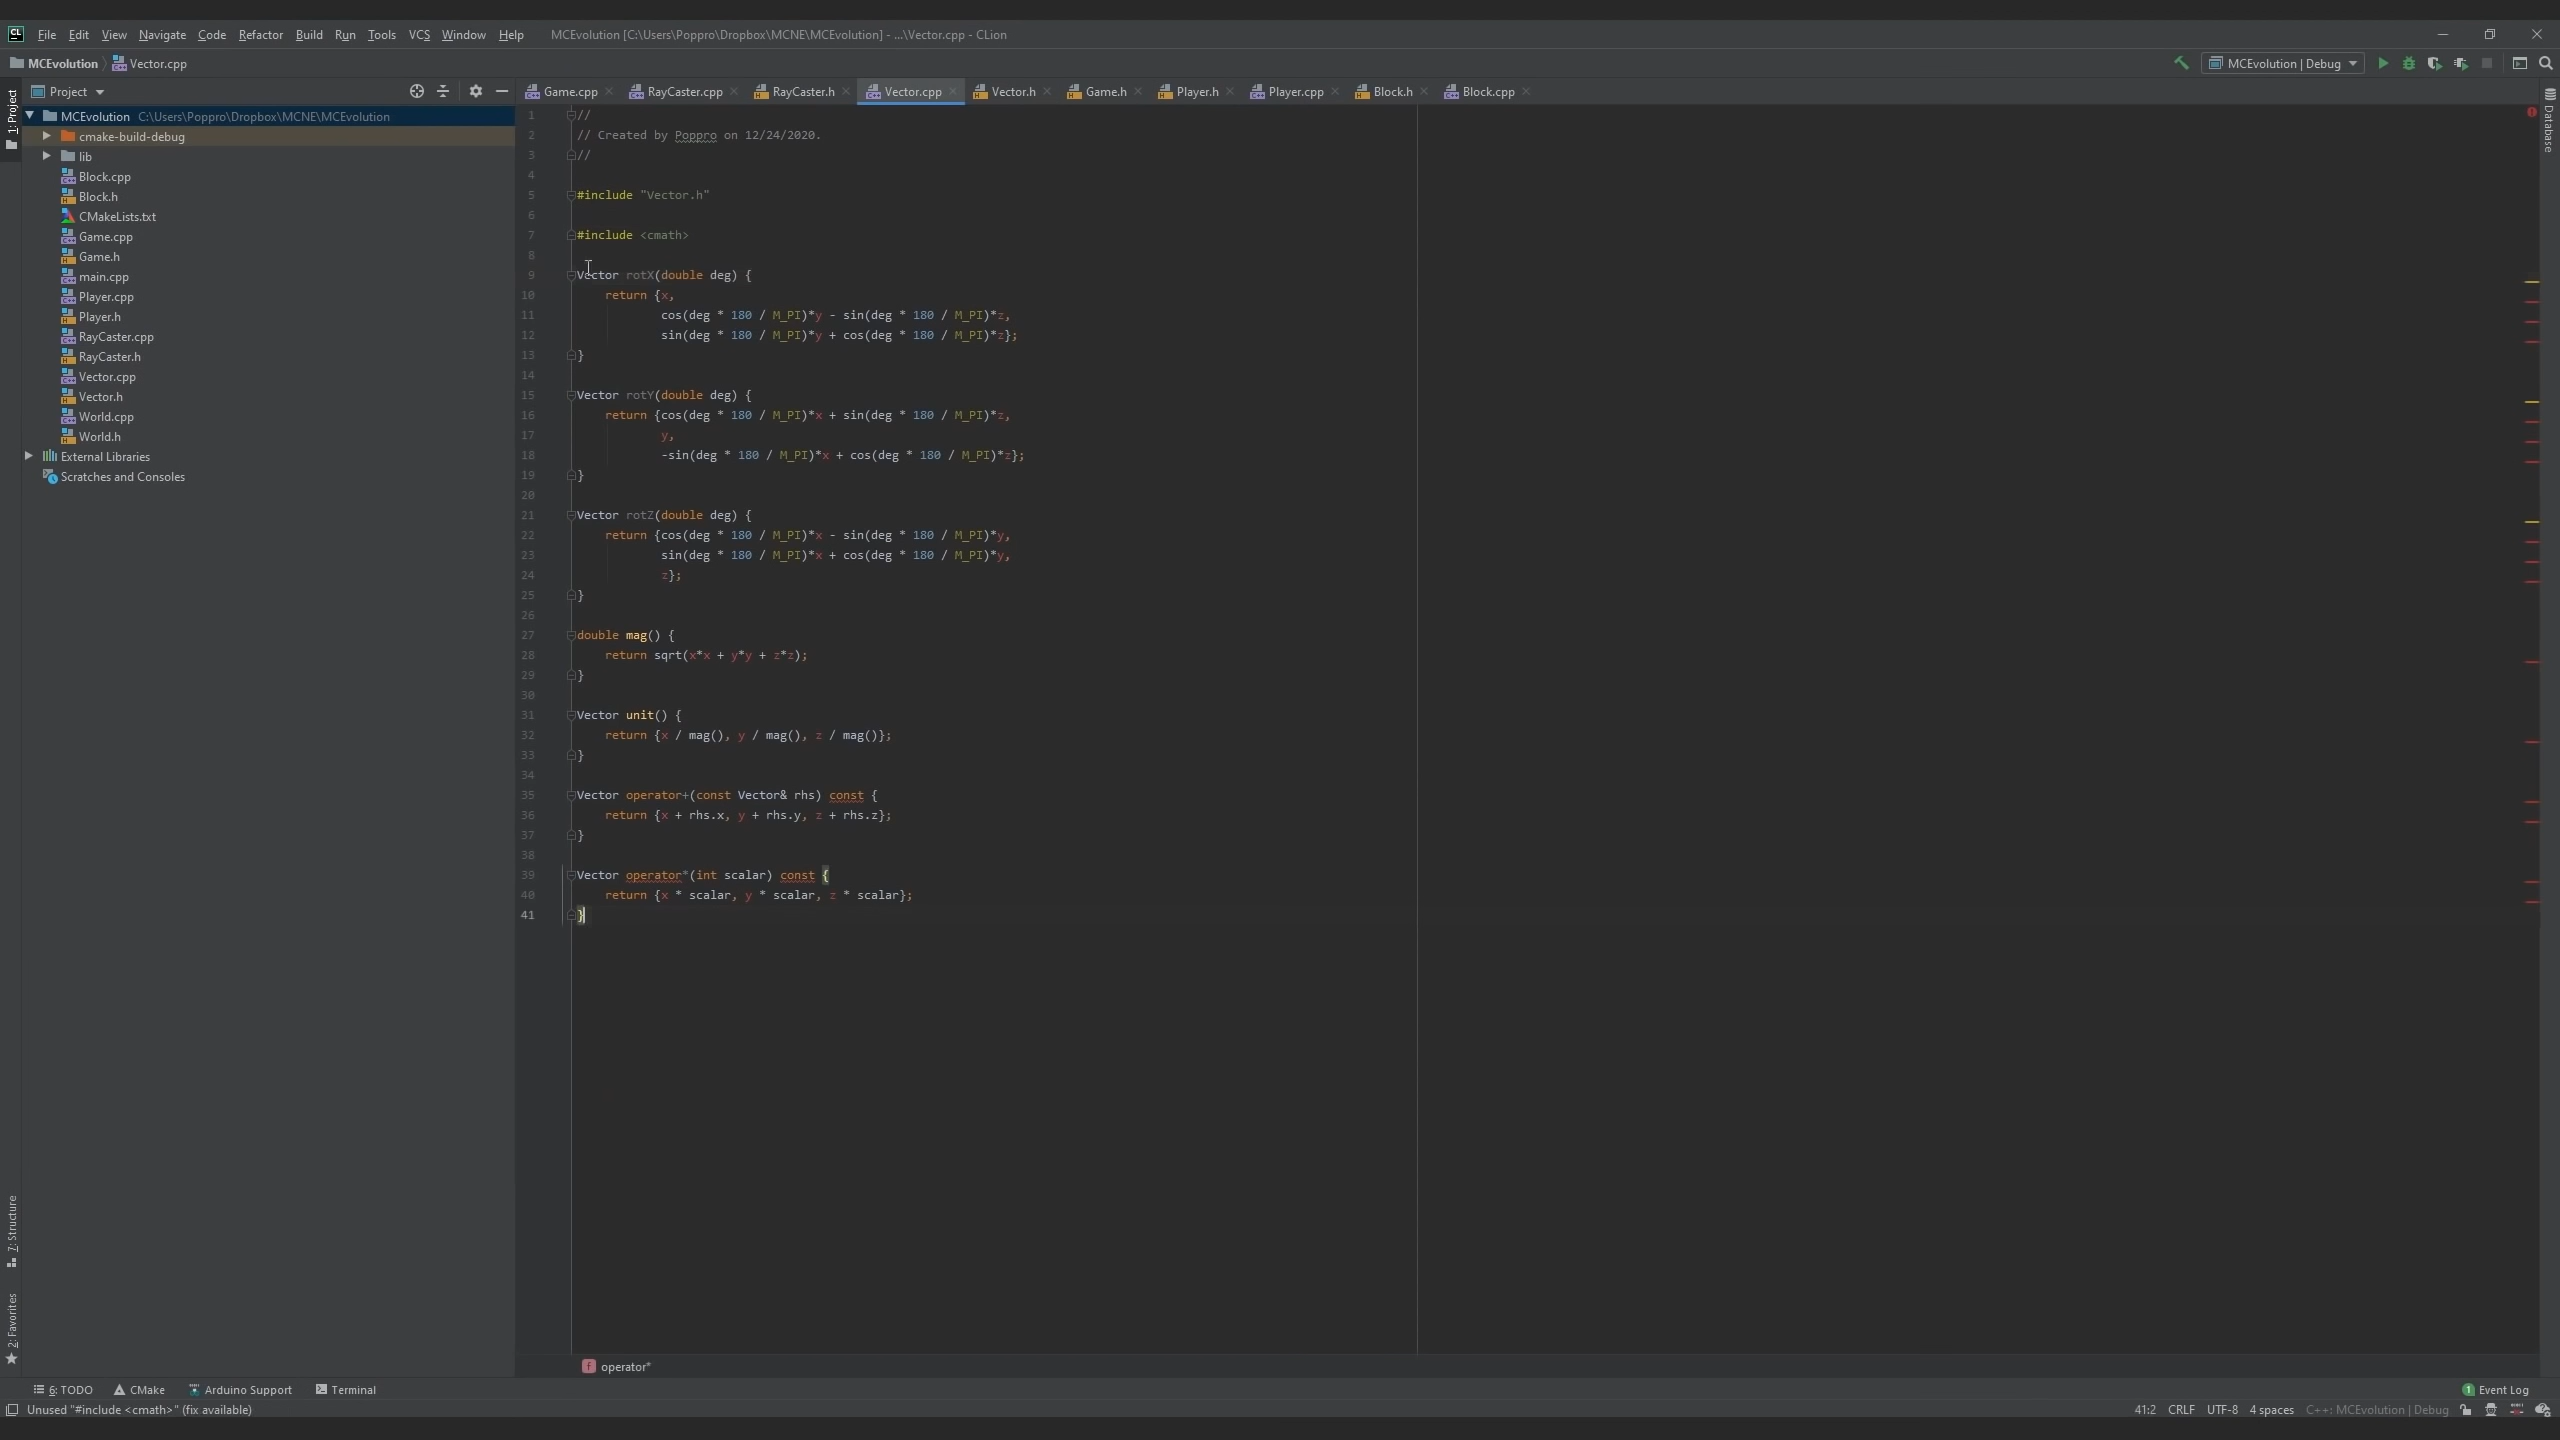 File Edit View Navigate Code Refactor Build Run Tools VCS Window Help MCEvolution [C:\Users\Poppro\Dropbox\MCNE\MCEvolution] - ...\Vector.cpp - CLion
MCEvolution Vector.cpp MCEvolution | Debug
Project
Game.cpp RayCaster.cpp RayCaster.h Vector.cpp Vector.h Game.h Player.h Player.cpp Block.h Block.cpp
1: Project
Database
MCEvolution C:\Users\Poppro\Dropbox\MCNE\MCEvolution
cmake-build-debug
lib
Block.cpp
Block.h
CMakeLists.txt
Game.cpp
Game.h
main.cpp
Player.cpp
Player.h
RayCaster.cpp
RayCaster.h
Vector.cpp
Vector.h
World.cpp
World.h
External Libraries
Scratches and Consoles
1 //
2 // Created by Poppro on 12/24/2020.
3 //
4
5 #include "Vector.h"
6
7 #include <cmath>
8
9 Vector rotX(double deg) {
10 return {x,
11 cos(deg * 180 / M_PI)*y - sin(deg * 180 / M_PI)*z,
12 sin(deg * 180 / M_PI)*y + cos(deg * 180 / M_PI)*z};
13 }
14
15 Vector rotY(double deg) {
16 return {cos(deg * 180 / M_PI)*x + sin(deg * 180 / M_PI)*z,
17 y,
18 -sin(deg * 180 / M_PI)*x + cos(deg * 180 / M_PI)*z};
19 }
20
21 Vector rotZ(double deg) {
22 return {cos(deg * 180 / M_PI)*x - sin(deg * 180 / M_PI)*y,
23 sin(deg * 180 / M_PI)*x + cos(deg * 180 / M_PI)*y,
24 z};
25 }
26
27 double mag() {
28 return sqrt(x*x + y*y + z*z);
29 }
30
31 Vector unit() {
32 return {x / mag(), y / mag(), z / mag()};
33 }
34
35 Vector operator+(const Vector& rhs) const {
36 return {x + rhs.x, y + rhs.y, z + rhs.z};
37 }
38
39 Vector operator*(int scalar) const {
40 return {x * scalar, y * scalar, z * scalar};
41 }
7: Structure
2: Favorites
f operator*
6: TODO CMake Arduino Support Terminal 1 Event Log
Unused "#include <cmath>" (fix available) 41:2 CRLF UTF-8 4 spaces C++: MCEvolution | Debug